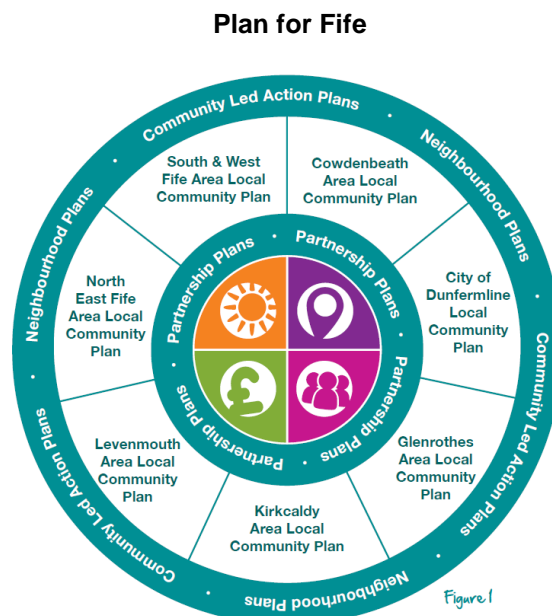 Plan for Fife
Community Led Action Plans
·
Neighbourhood Plans
·
Community Led Action Plans
·
Neighbourhood Plans
·
Community Led Action Plans
·
Neighbourhood Plans
·
South & West
Fife Area Local
Community Plan
Cowdenbeath
Area Local
Community Plan
City of
Dunfermline
Local
Community
Plan
Glenrothes
Area Local
Community
Plan
Kirkcaldy
Area Local
Community Plan
Levenmouth
Area Local
Community
Plan
North
East Fife
Area Local
Community
Plan
Partnership Plans
·
Partnership Plans
·
Partnership Plans
·
Partnership Plans
·
£
Figure 1